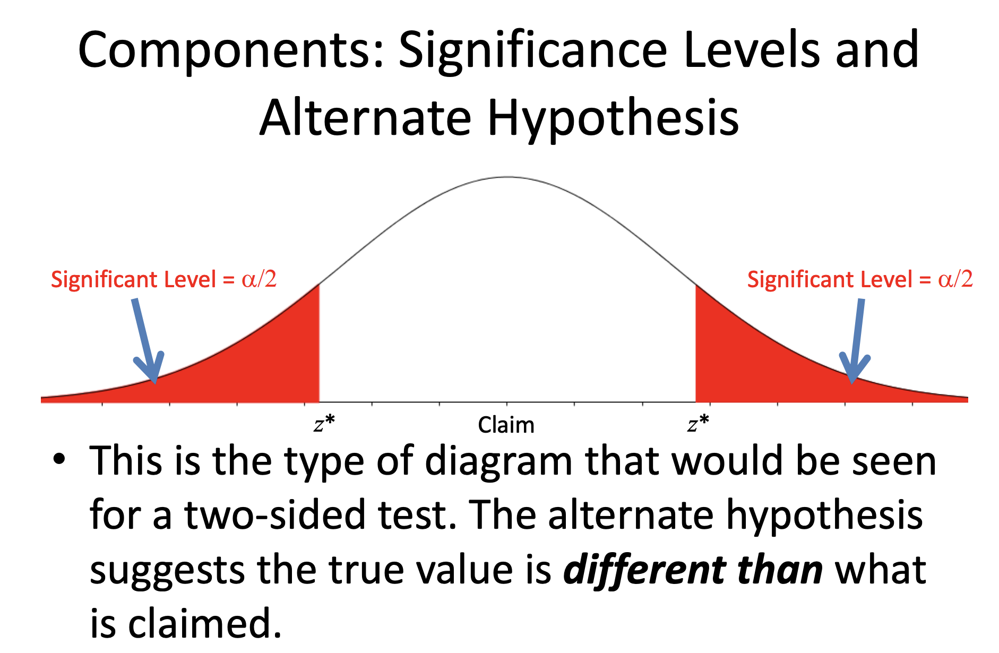 Components: Significance Levels and
Alternate Hypothesis
Significant Level = α/2
Significant Level = α/2
z*
Claim
z*
• This is the type of diagram that would be seen
for a two-sided test. The alternate hypothesis
suggests the true value is different than what
is claimed.